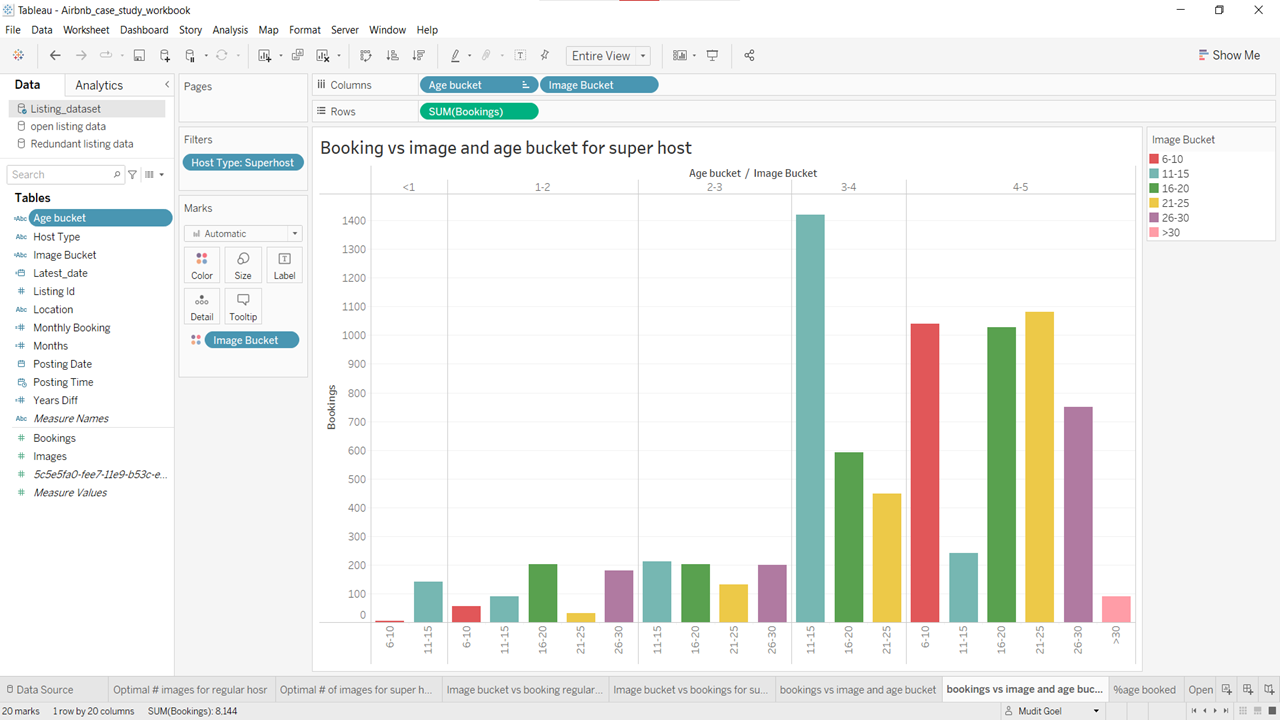 Tableau - Airbnb_case_study_workbook
File Data Worksheet Dashboard Story Analysis Map Format Server Window Help
Entire View
Show Me
Data Analytics
Listing_dataset
open listing data
Redundant listing data
Search
Tables
Age bucket
Host Type
Image Bucket
Latest_date
Listing Id
Location
Monthly Booking
Months
Posting Date
Posting Time
Years Diff
Measure Names
Bookings
Images
5c5e5fa0-fee7-11e9-b53c-e...
Measure Values
Pages
Filters
Host Type: Superhost
Marks
Automatic
Color Size Label
Detail Tooltip
Image Bucket
Columns Age bucket Image Bucket
Rows SUM(Bookings)
Booking vs image and age bucket for super host
Age bucket / Image Bucket
<1 1-2 2-3 3-4 4-5
1400
1300
1200
1100
1000
900
800
700
600
500
400
300
200
100
0
Bookings
6-10 11-15 6-10 11-15 16-20 21-25 26-30 11-15 16-20 21-25 26-30 11-15 16-20 21-25 6-10 11-15 16-20 21-25 26-30 >30
Image Bucket
6-10
11-15
16-20
21-25
26-30
>30
Data Source Optimal # images for regular hosr Optimal # of images for super h... Image bucket vs booking regular... Image bucket vs bookings for su... bookings vs image and age bucket bookings vs image and age buc... %age booked Open
20 marks 1 row by 20 columns SUM(Bookings): 8,144 Mudit Goel